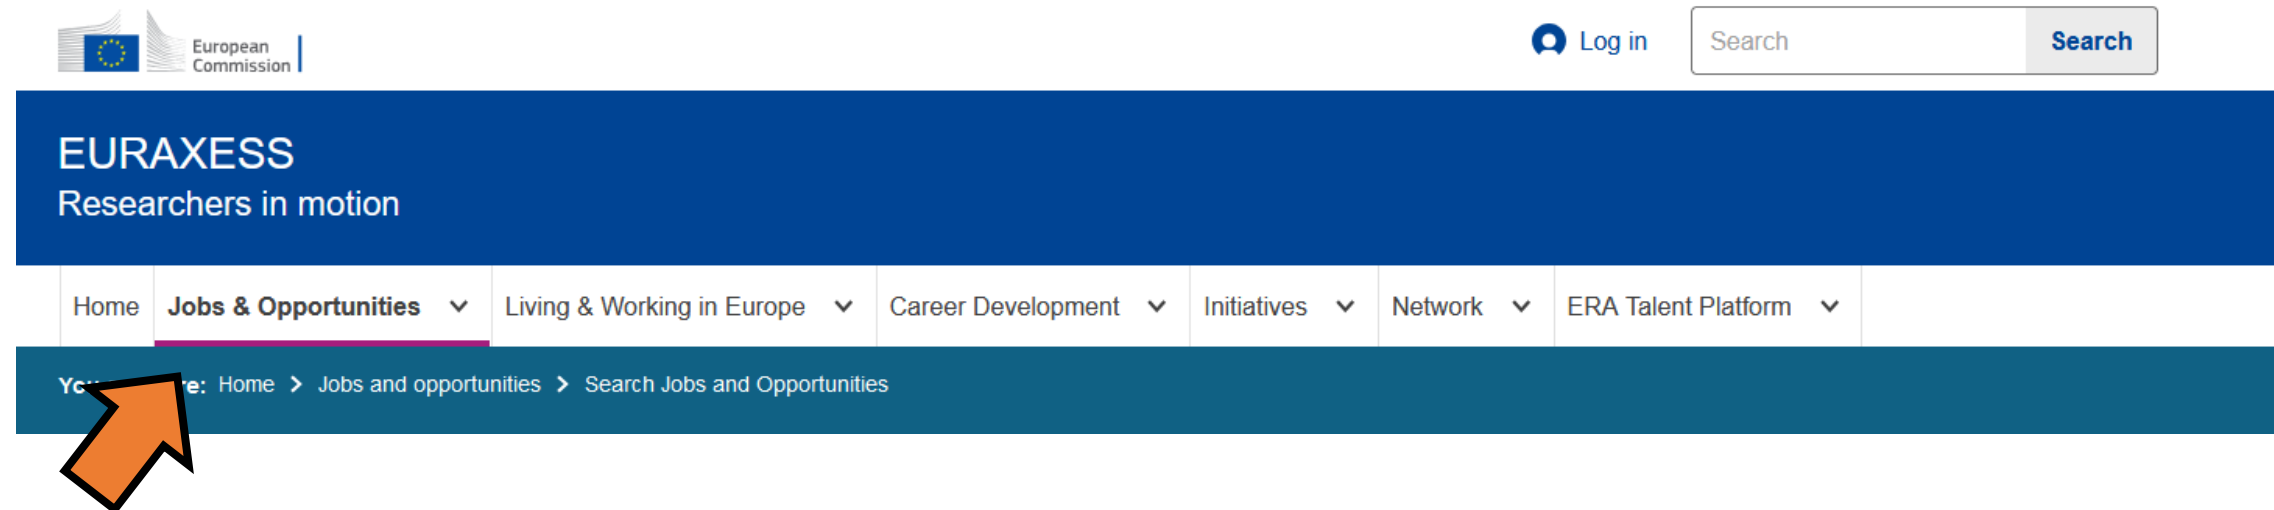 European
Commission
Log in
Search
Search
EURAXESS
Researchers in motion
Home
Jobs & Opportunities
Living & Working in Europe
Career Development
Initiatives
Network
ERA Talent Platform
Home > Jobs and opportunities > Search Jobs and Opportunities